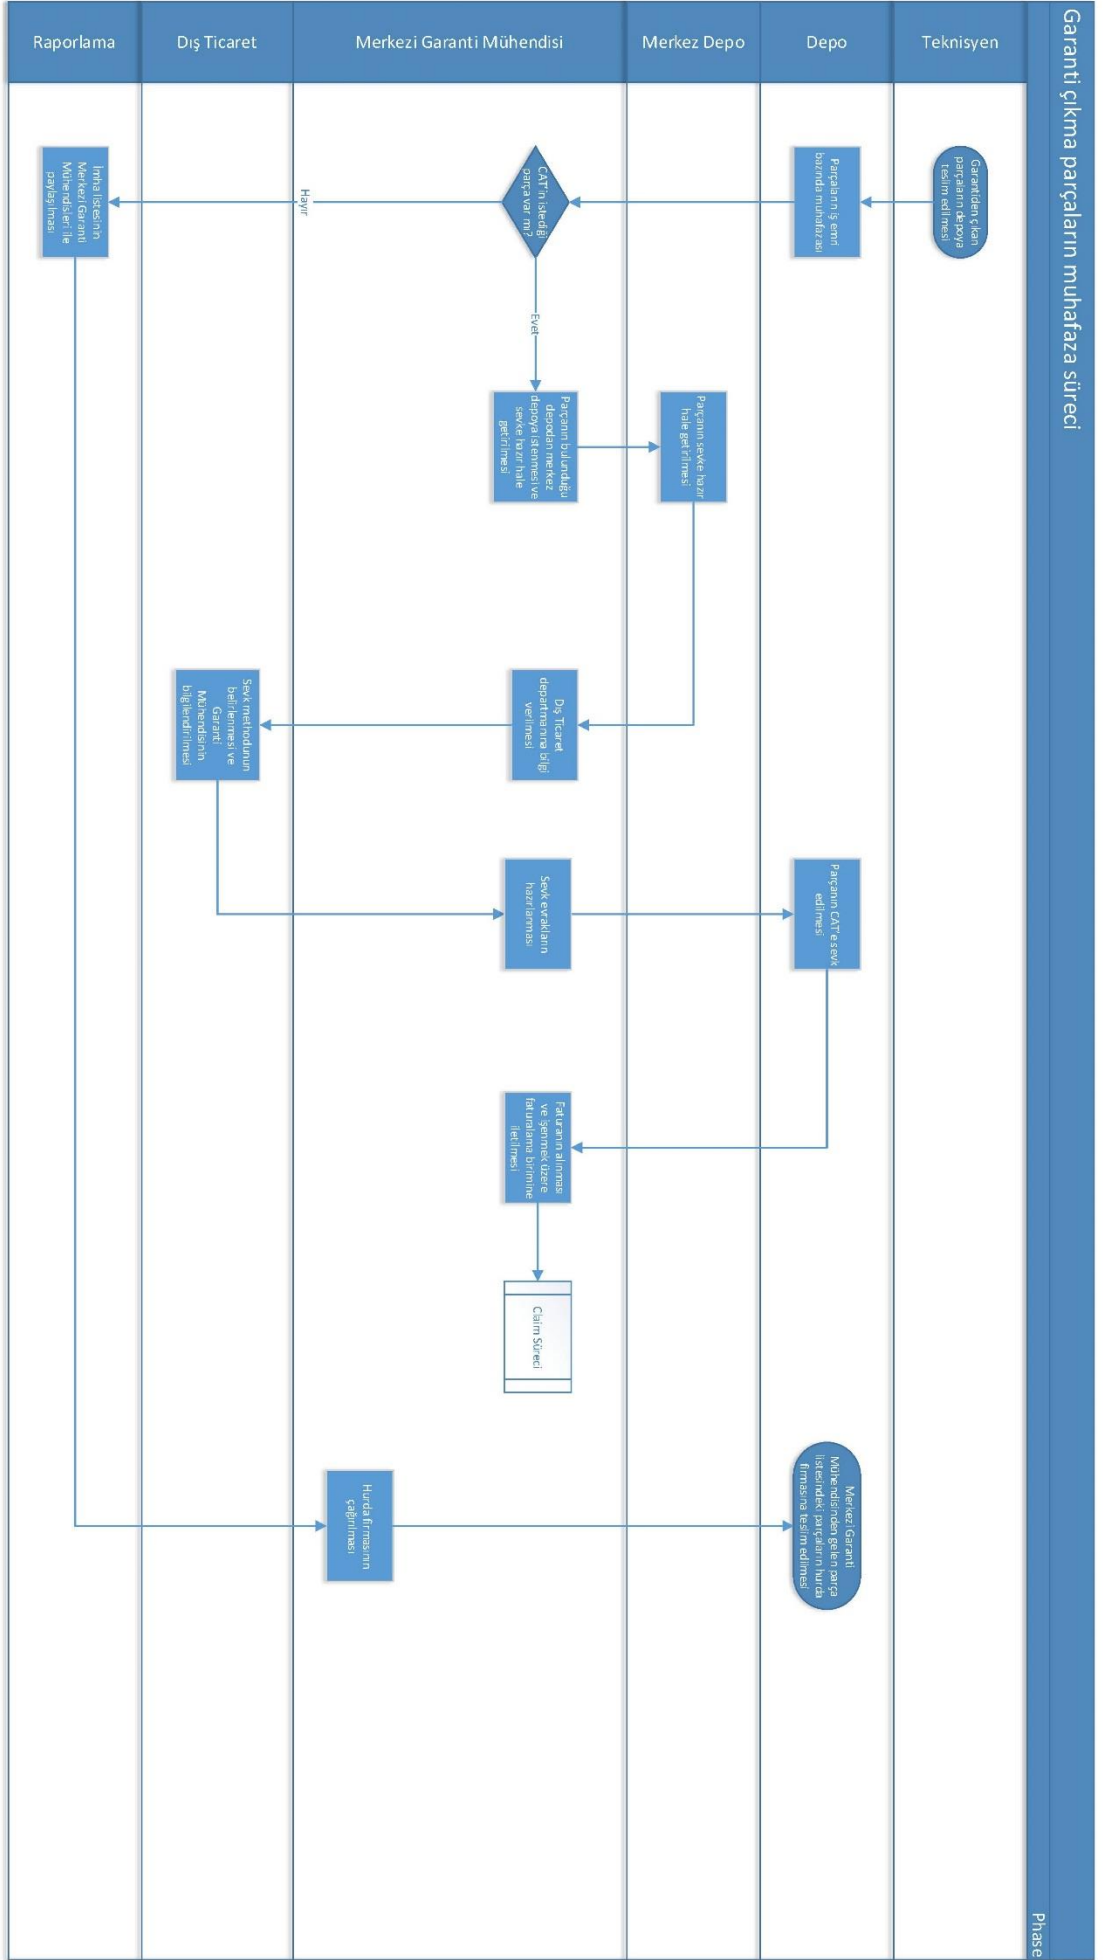 Garanti çıkma parçaların muhafaza süreci
Phase
Teknisyen
Depo
Merkez Depo
Merkezi Garanti Mühendisi
Dış Ticaret
Raporlama
Garantiden çıkan
parçaların depoya
teslim edilmesi
Parçaların iş emri
bazında muhafazası
CAT'in istediği
parça var mı?
Hayır
Evet
İmha listesinin
Merkezi Garanti
Mühendisleri ile
paylaşılması
Parçanın bulunduğu
depodan merkez
depoya istenmesi ve
sevke hazır hale
getirilmesi
Parçanın sevke hazır
hale getirilmesi
Dış Ticaret
departmanına bilgi
verilmesi
Sevk methodunun
belirlenmesi ve
Garanti
Mühendisinin
bilgilendirilmesi
Sevk evrakların
hazırlanması
Parçanın CAT'e sevk
edilmesi
Faturanın alınması
ve işenmek üzere
faturalama birimine
iletilmesi
Claim Süreci
Hurda firmasının
çağırılması
Merkezi Garanti
Mühendisinden gelen parça
listesindeki parçaların hurda
firmasına teslim edilmesi